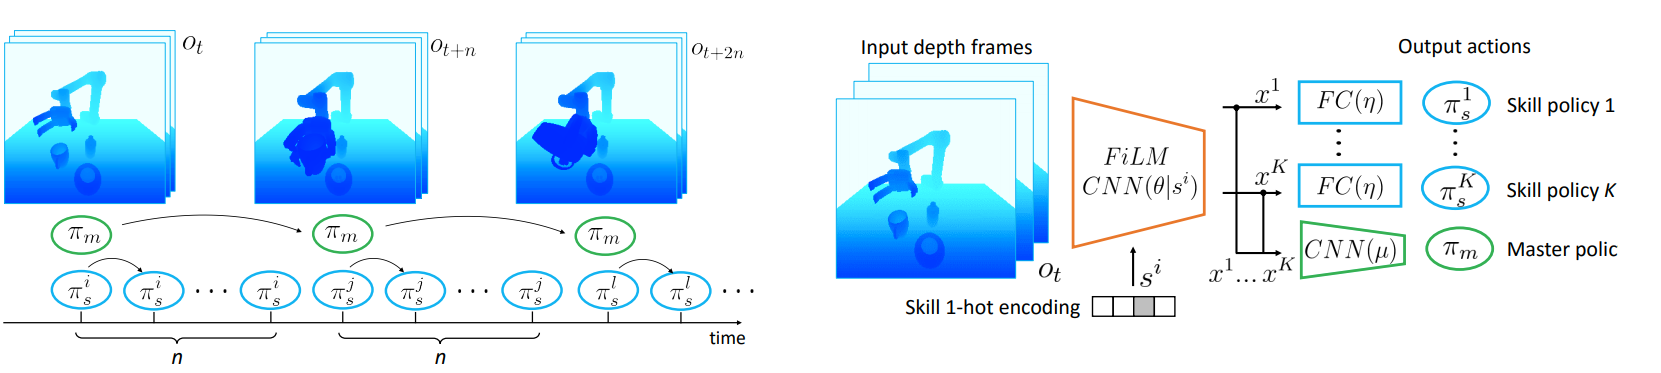 o_t
o_{t+n}
o_{t+2n}
π_m
π_m
π_m
π_s^i π_s^i ... π_s^i π_s^j π_s^j ... π_s^j π_s^l π_s^l ...
time
n
n
Input depth frames
o_t
FiLM
CNN(θ|s^i)
s^i
Skill 1-hot encoding
Output actions
x^1
FC(η)
π_s^1
Skill policy 1
x^K
FC(η)
π_s^K
Skill policy K
x^1...x^K
CNN(μ)
π_m
Master polic